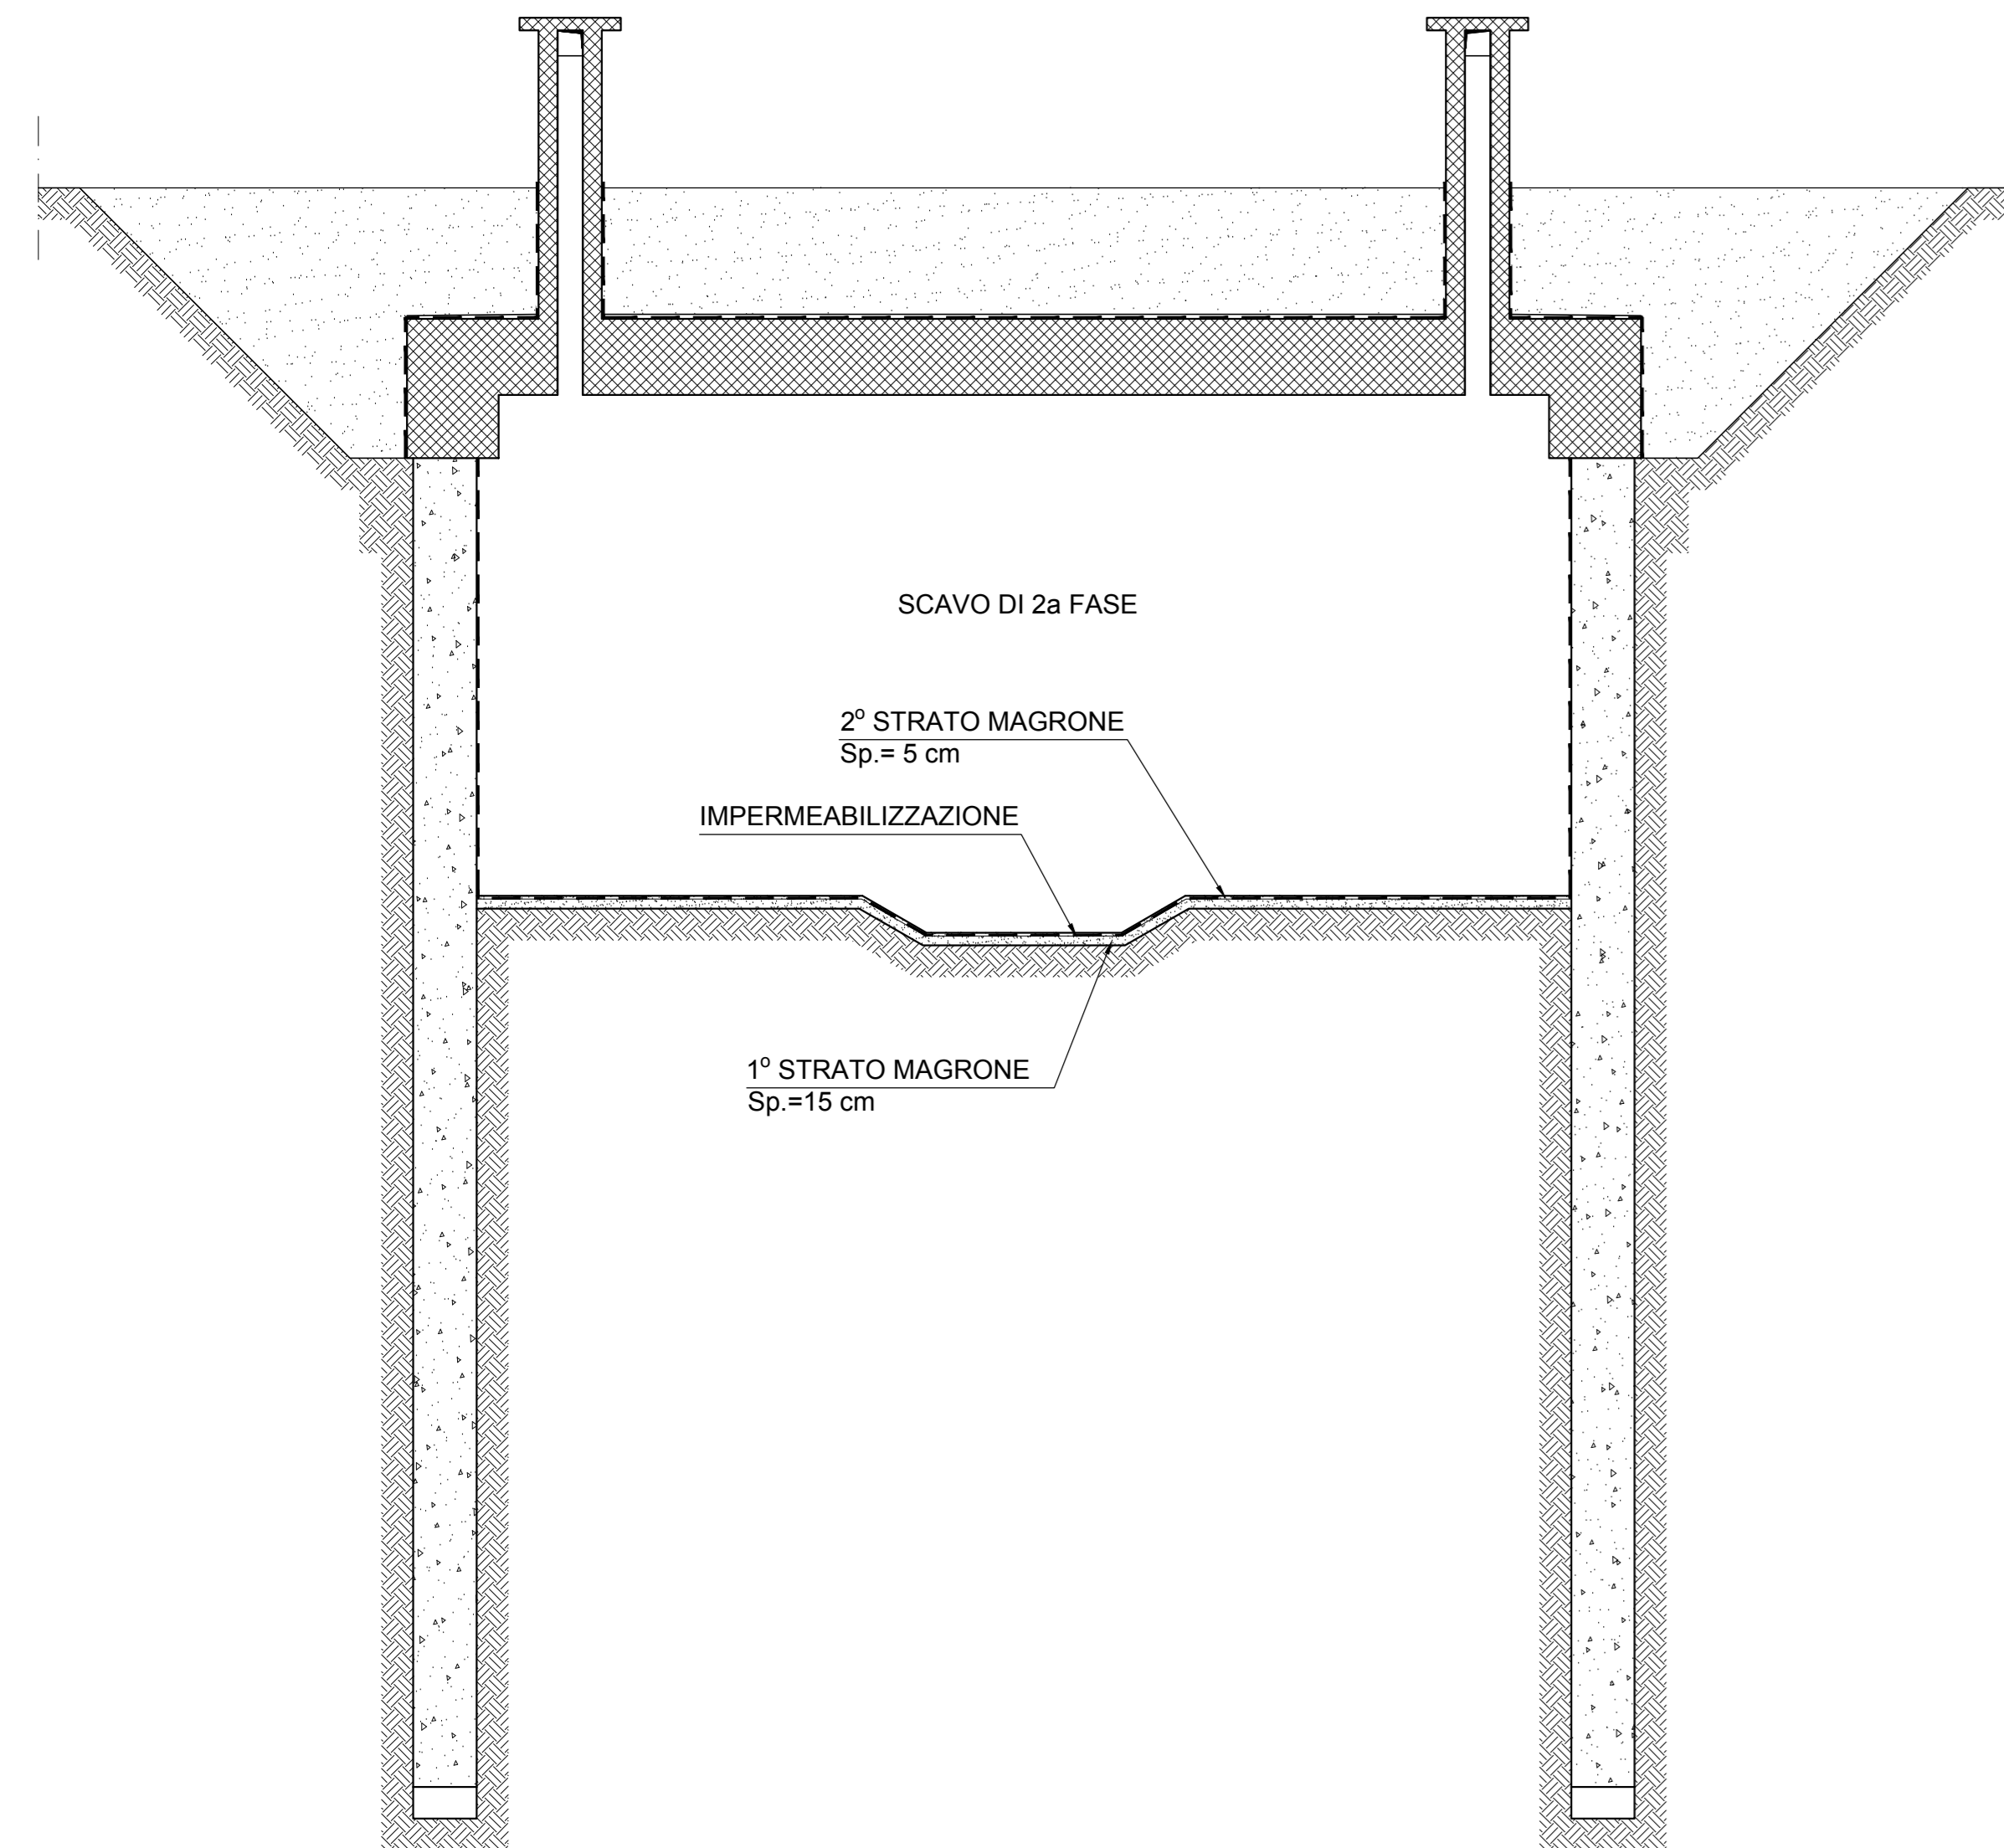 SCAVO DI 2a FASE
2° STRATO MAGRONE
Sp.= 5 cm
IMPERMEABILIZZAZIONE
1° STRATO MAGRONE
Sp.=15 cm